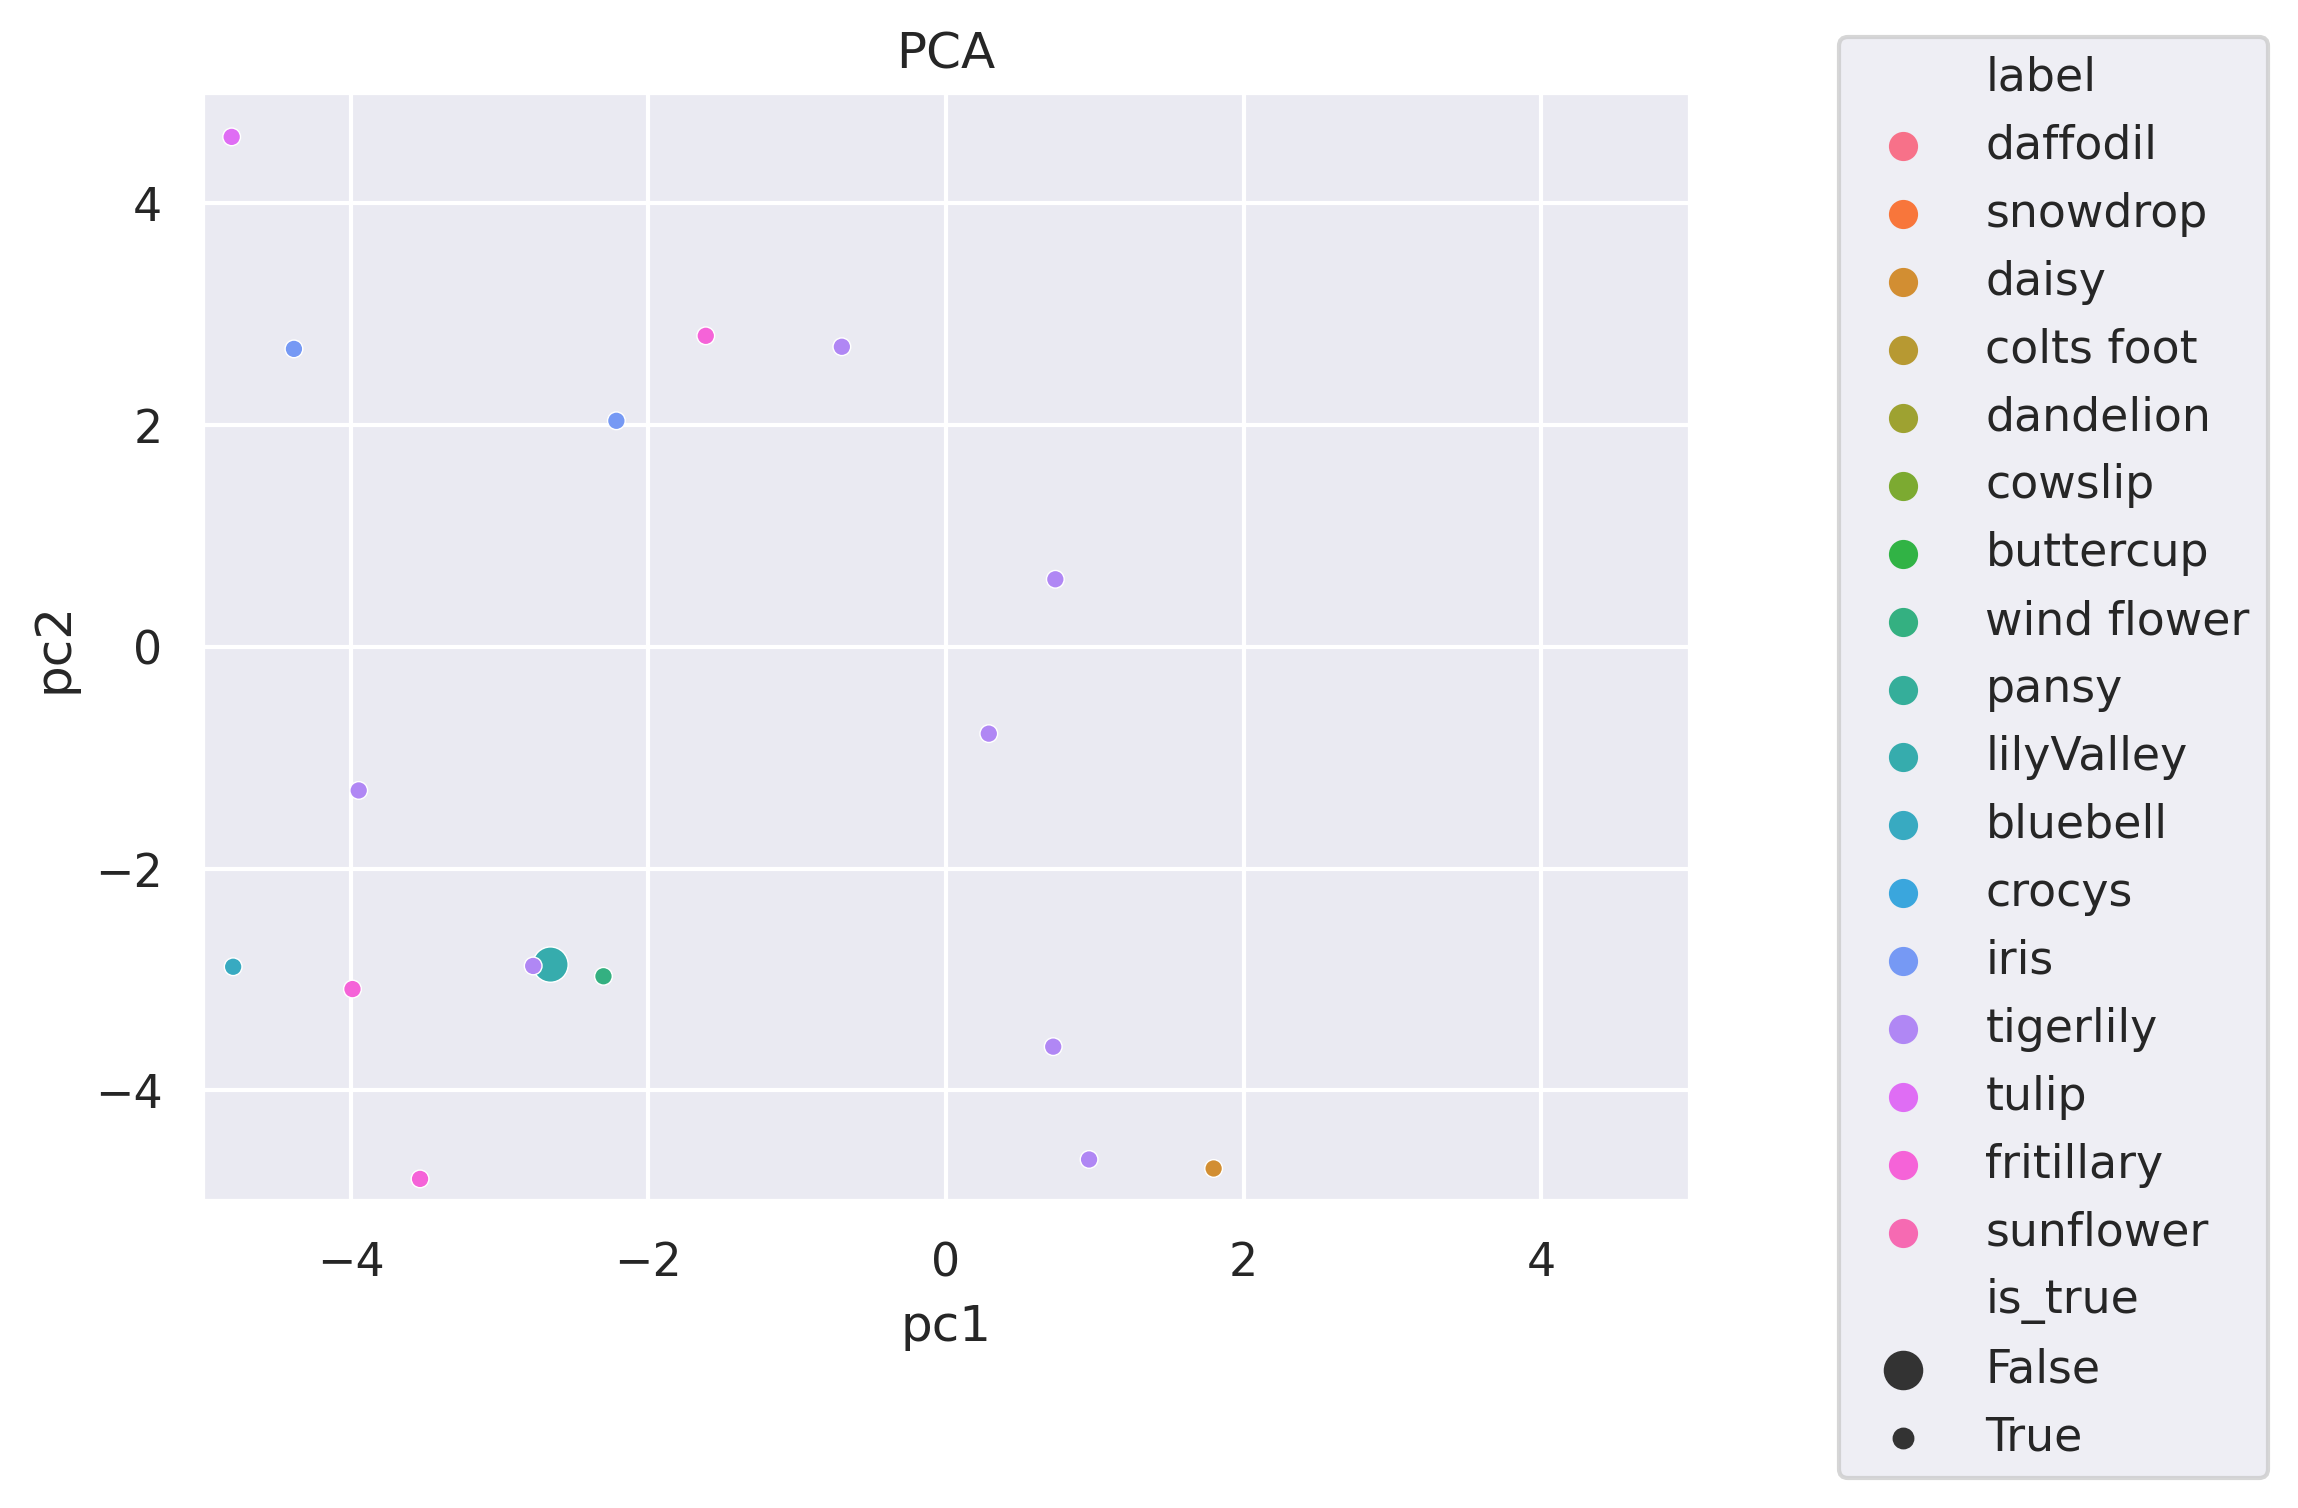 PCA
4
2
0
−2
−4
pc2
−4 −2 0 2 4
pc1
label
daffodil
snowdrop
daisy
colts foot
dandelion
cowslip
buttercup
wind flower
pansy
lilyValley
bluebell
crocys
iris
tigerlily
tulip
fritillary
sunflower
is_true
False
True